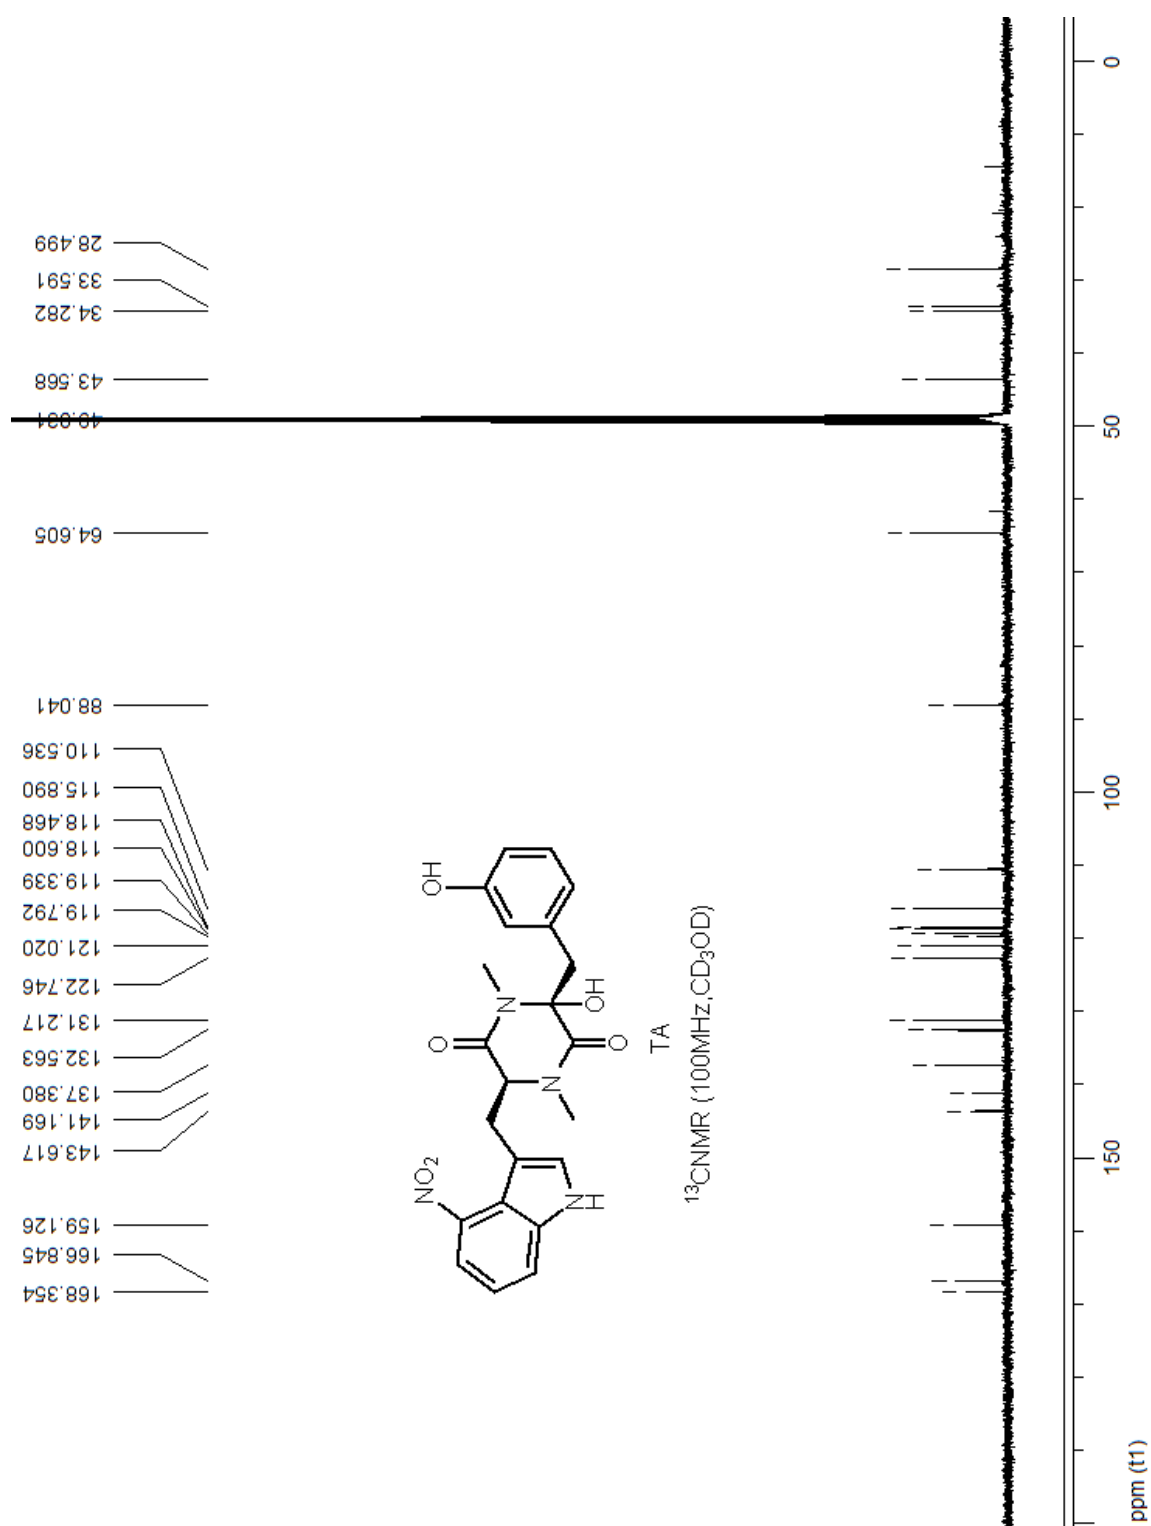 168.354
166.845
159.126
143.617
141.169
137.380
132.563
131.217
122.746
121.020
119.792
119.339
118.600
118.468
115.890
110.536
88.041
64.605
43.568
34.282
33.591
28.499
NO2
O
N
OH
NH
N
O
OH
TA
13CNMR (100MHz,CD3OD)
ppm (t1)
150
100
50
0